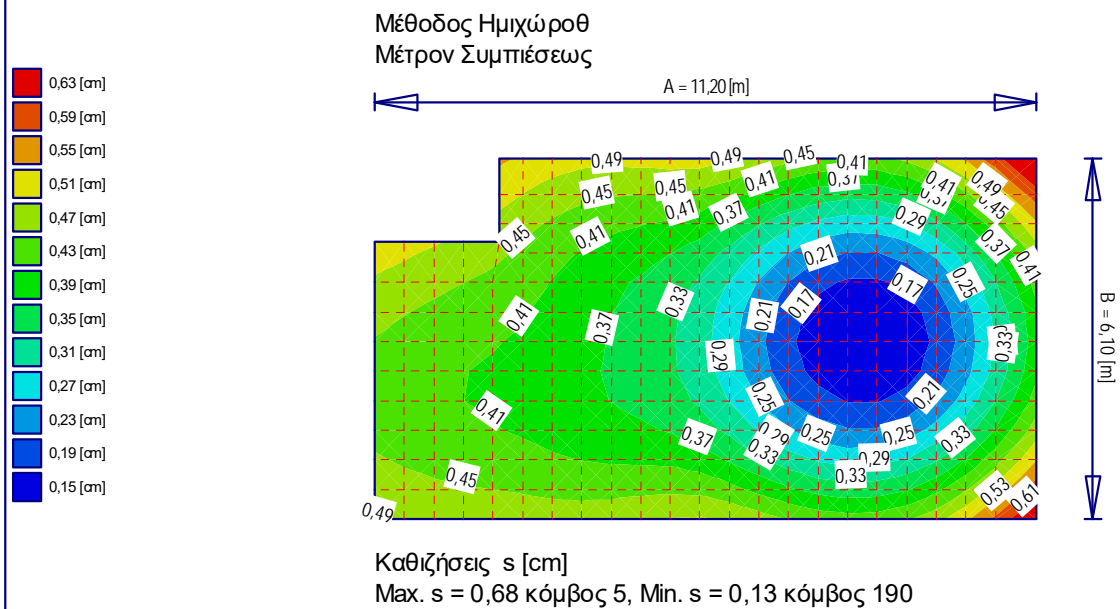 Μέθοδος Ημιχώροθ
Μέτρον Συμπιέσεως
A = 11,20 [m]
0,63 [cm]
0,59 [cm]
0,55 [cm]
0,51 [cm]
0,47 [cm]
0,43 [cm]
0,39 [cm]
0,35 [cm]
0,31 [cm]
0,27 [cm]
0,23 [cm]
0,19 [cm]
0,15 [cm]
0,49
0,49
0,45
0,41
0,37
0,45
0,45
0,41
0,41
0,37
0,41
0,37
0,49
0,45
0,29
0,45
0,41
0,37
0,41
0,21
0,17
0,25
0,33
0,17
0,21
0,41
0,37
0,33
0,29
0,25
0,21
0,41
0,37
0,29
0,33
0,25
0,25
0,33
0,29
0,33
0,45
0,49
0,53
0,61
B = 6,10 [m]
Καθιζήσεις s [cm]
Max. s = 0,68 κόμβος 5, Min. s = 0,13 κόμβος 190